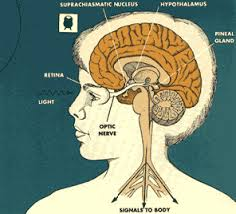 SUPRACHIASMATIC NUCLEUS
HYPOTHALAMUS
PINEAL
GLAND
RETINA
LIGHT
OPTIC
NERVE
SIGNALS TO BODY